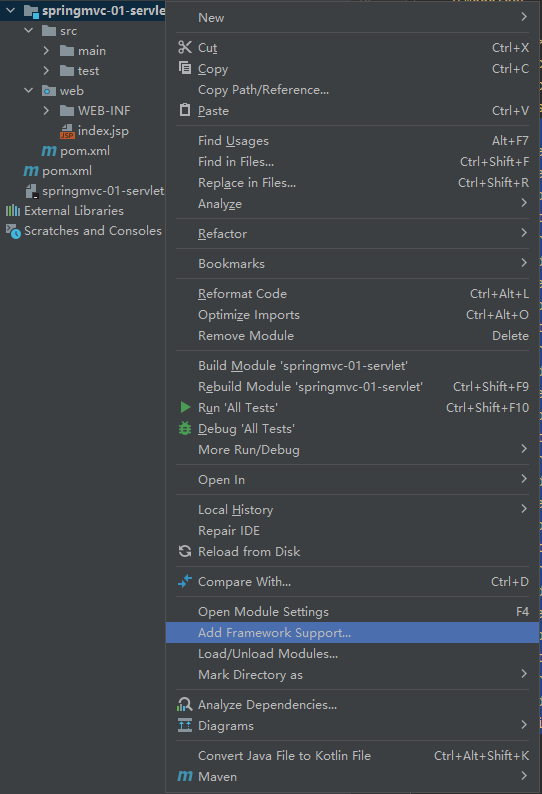 springmvc-01-servle
src
main
test
web
WEB-INF
index.jsp
pom.xml
pom.xml
springmvc-01-servlet
External Libraries
Scratches and Consoles
New
Cut Ctrl+X
Copy Ctrl+C
Copy Path/Reference...
Paste Ctrl+V
Find Usages Alt+F7
Find in Files... Ctrl+Shift+F
Replace in Files... Ctrl+Shift+R
Analyze
Refactor
Bookmarks
Reformat Code Ctrl+Alt+L
Optimize Imports Ctrl+Alt+O
Remove Module Delete
Build Module 'springmvc-01-servlet'
Rebuild Module 'springmvc-01-servlet' Ctrl+Shift+F9
Run 'All Tests' Ctrl+Shift+F10
Debug 'All Tests'
More Run/Debug
Open In
Local History
Repair IDE
Reload from Disk
Compare With... Ctrl+D
Open Module Settings F4
Add Framework Support...
Load/Unload Modules...
Mark Directory as
Analyze Dependencies...
Diagrams
Convert Java File to Kotlin File Ctrl+Alt+Shift+K
Maven